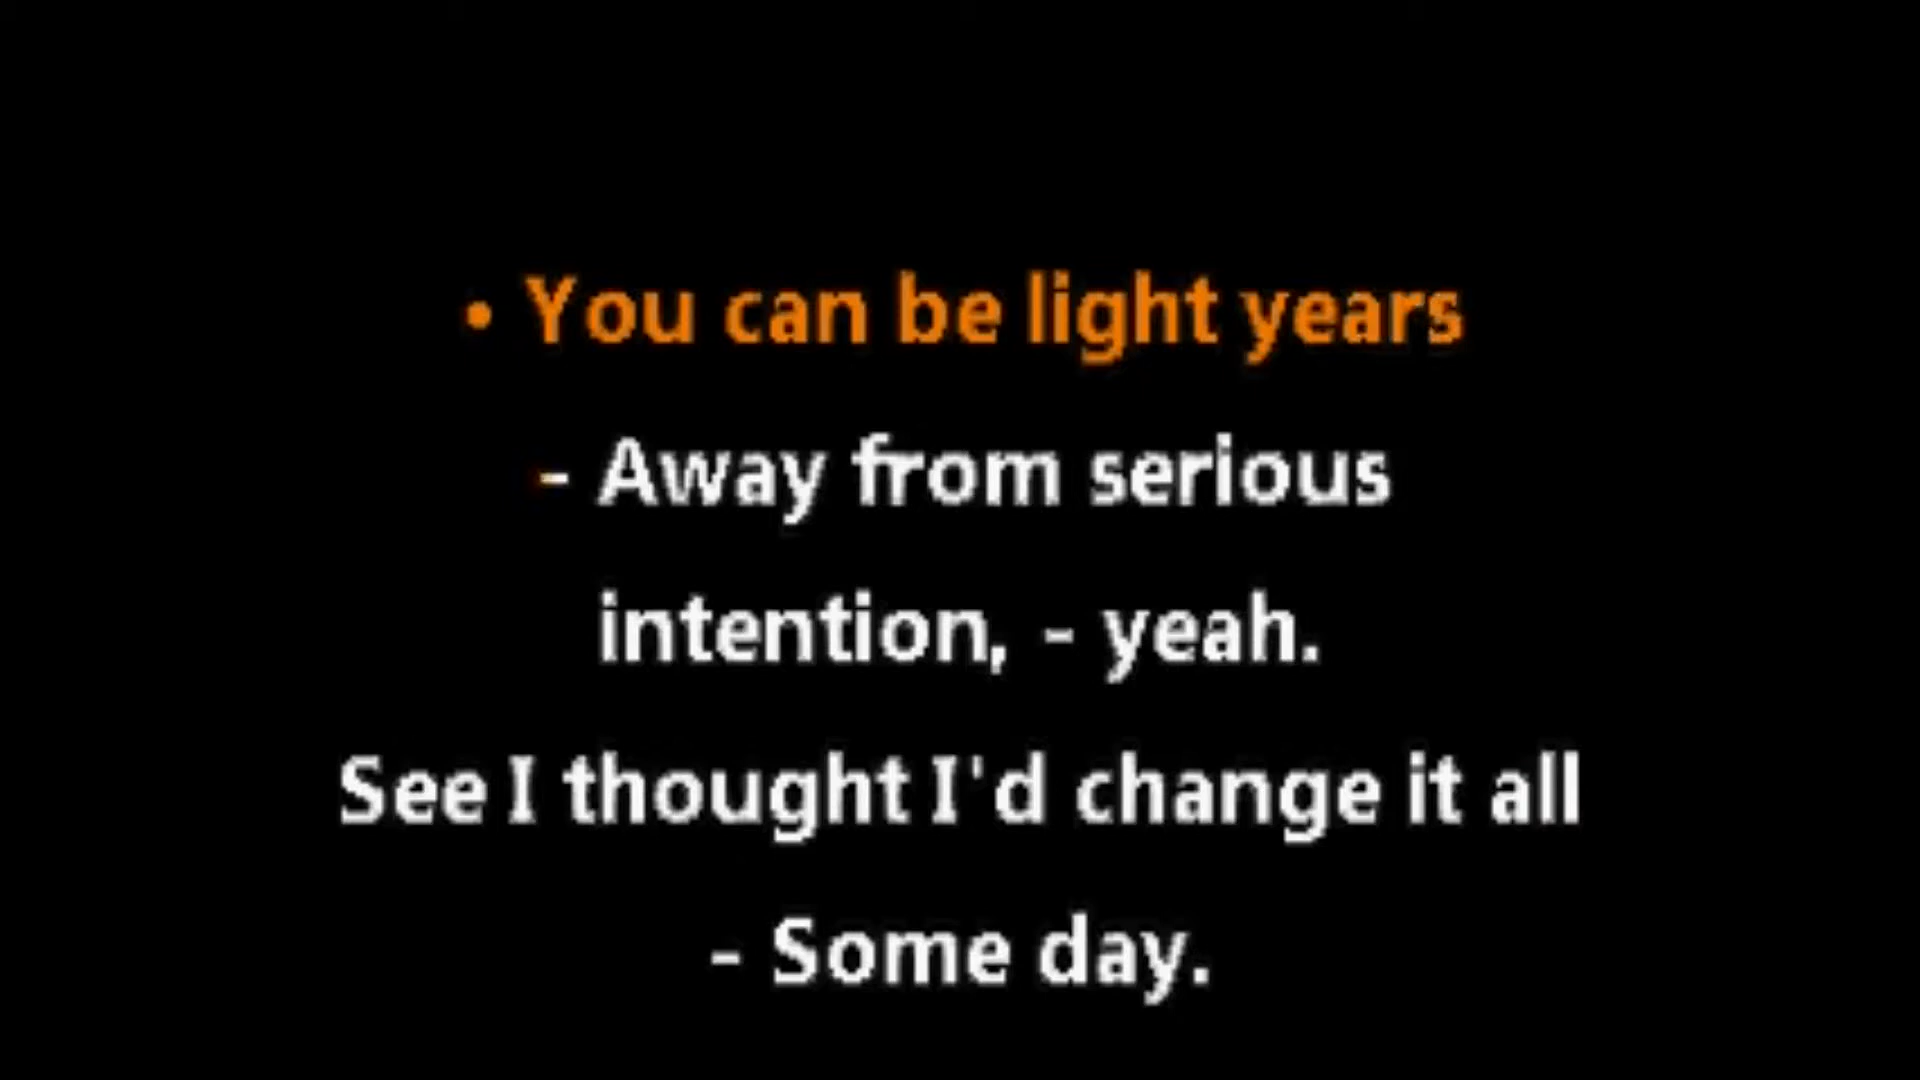 • You can be light years
- Away from serious
intention, - yeah.
See I thought I'd change it all
- Some day.